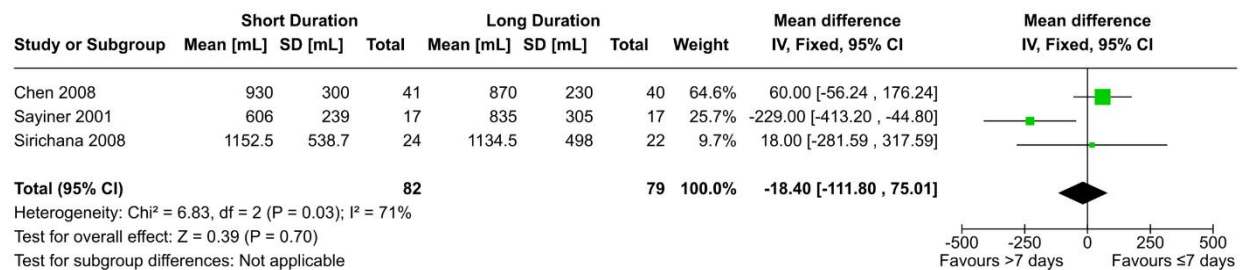 Short Duration Long Duration Mean difference Mean difference
Study or Subgroup Mean [mL] SD [mL] Total Mean [mL] SD [mL] Total Weight IV, Fixed, 95% CI IV, Fixed, 95% CI
Chen 2008 930 300 41 870 230 40 64.6% 60.00 [-56.24 , 176.24]
Sayiner 2001 606 239 17 835 305 17 25.7% -229.00 [-413.20 , -44.80]
Sirichana 2008 1152.5 538.7 24 1134.5 498 22 9.7% 18.00 [-281.59 , 317.59]
Total (95% CI) 82 79 100.0% -18.40 [-111.80 , 75.01]
Heterogeneity: Chi² = 6.83, df = 2 (P = 0.03); I² = 71%
Test for overall effect: Z = 0.39 (P = 0.70)
Test for subgroup differences: Not applicable
-500 -250 0 250 500
Favours >7 days Favours ≤7 days